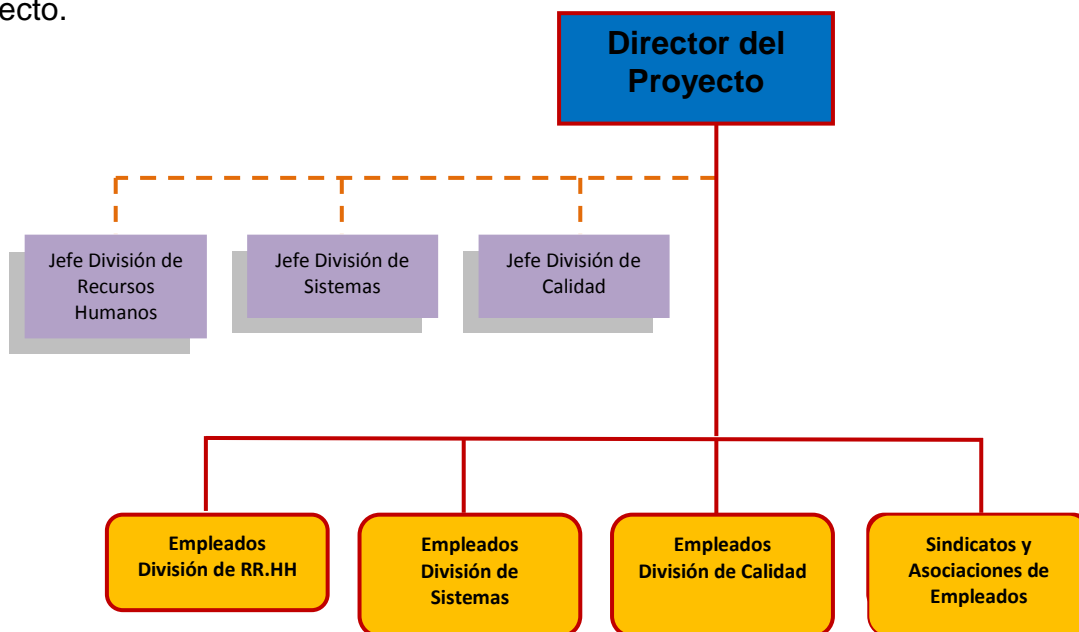 Director del
Proyecto
Jefe División de
Recursos
Humanos
Jefe División de
Sistemas
Jefe División de
Calidad
Empleados
División de RR.HH
Empleados
División de
Sistemas
Empleados
División de Calidad
Sindicatos y
Asociaciones de
Empleados